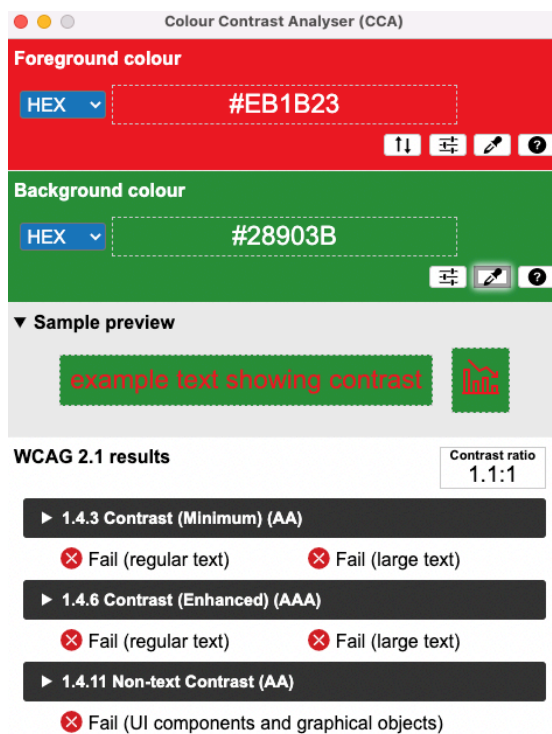 Colour Contrast Analyser (CCA)
Foreground colour
HEX #EB1B23
Background colour
HEX #28903B
▼ Sample preview
example text showing contrast
WCAG 2.1 results
Contrast ratio
1.1:1
▶ 1.4.3 Contrast (Minimum) (AA)
Fail (regular text) Fail (large text)
▶ 1.4.6 Contrast (Enhanced) (AAA)
Fail (regular text) Fail (large text)
▶ 1.4.11 Non-text Contrast (AA)
Fail (UI components and graphical objects)